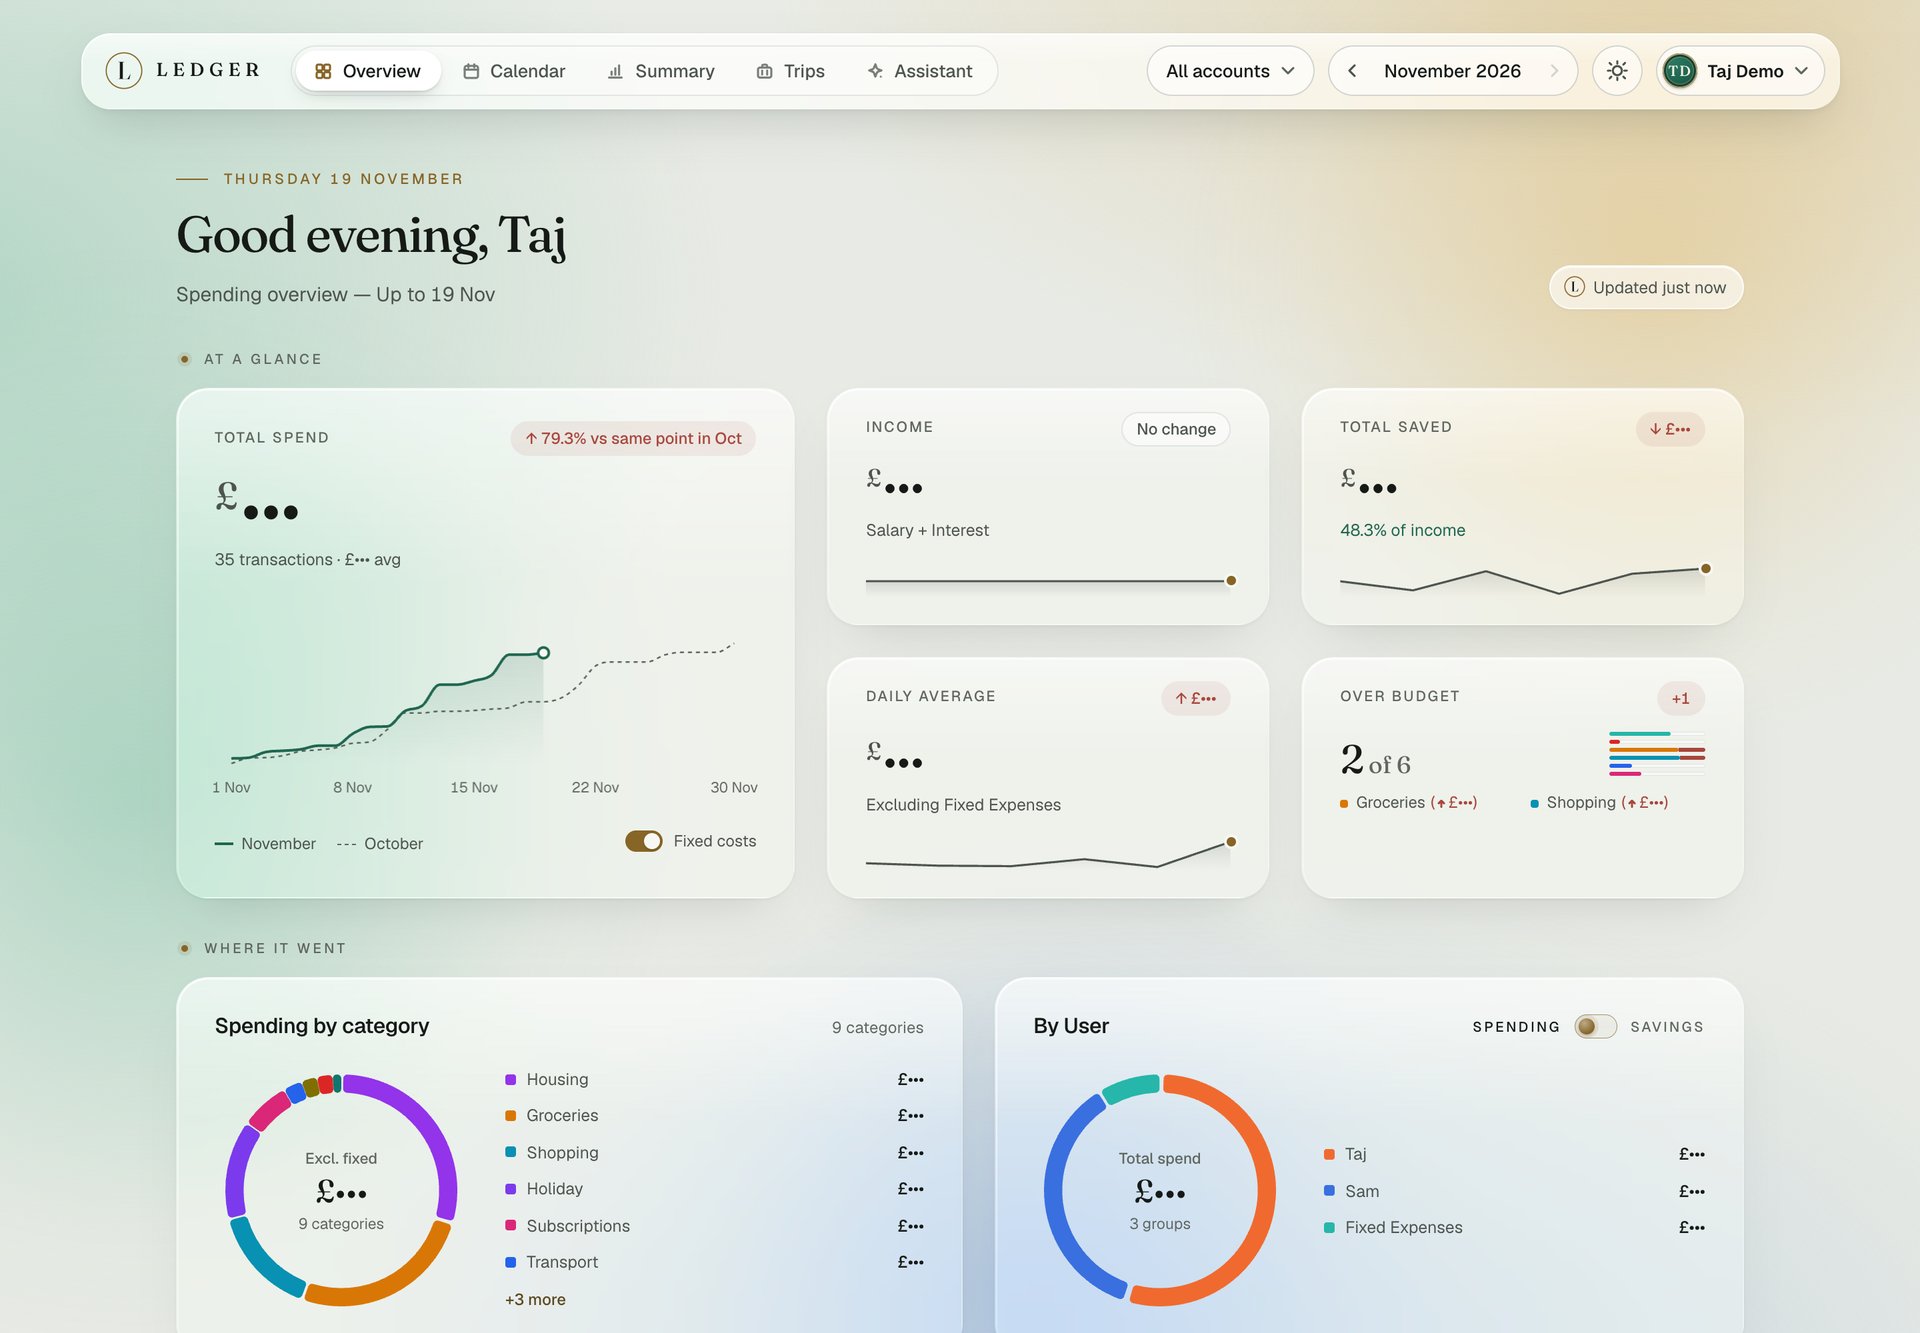 L LEDGER Overview Calendar Summary Trips Assistant All accounts November 2026 TD Taj Demo
THURSDAY 19 NOVEMBER
Good evening, Taj
Spending overview — Up to 19 Nov
L Updated just now
AT A GLANCE
TOTAL SPEND ↑ 79.3% vs same point in Oct
£•••
35 transactions · £••• avg
1 Nov 8 Nov 15 Nov 22 Nov 30 Nov
November October Fixed costs
INCOME No change
£•••
Salary + Interest
TOTAL SAVED ↓ £•••
£•••
48.3% of income
DAILY AVERAGE ↑ £•••
£•••
Excluding Fixed Expenses
OVER BUDGET +1
2 of 6
Groceries (↑ £•••) Shopping (↑ £•••)
WHERE IT WENT
Spending by category 9 categories
Excl. fixed
£•••
9 categories
Housing £•••
Groceries £•••
Shopping £•••
Holiday £•••
Subscriptions £•••
Transport £•••
+3 more
By User SPENDING SAVINGS
Total spend
£•••
3 groups
Taj £•••
Sam £•••
Fixed Expenses £•••